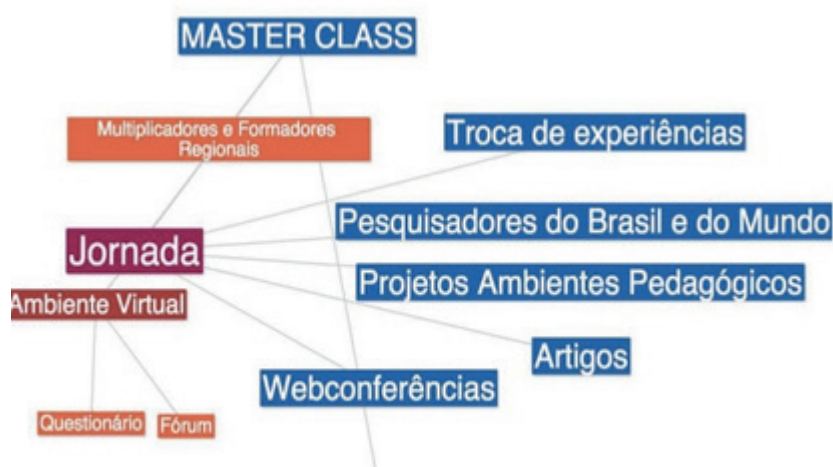 MASTER CLASS
Multiplicadores e Formadores
Regionais
Troca de experiências
Pesquisadores do Brasil e do Mundo
Jornada
Projetos Ambientes Pedagógicos
Ambiente Virtual
Artigos
Webconferências
Questionário
Fórum